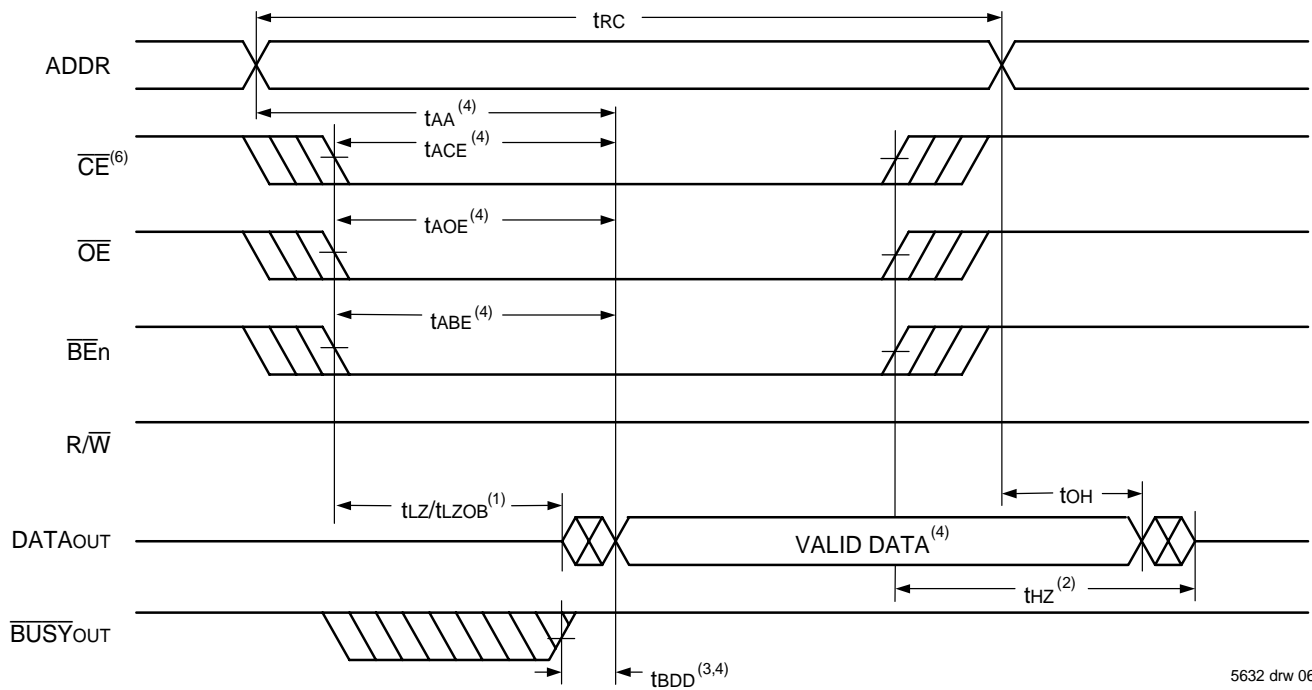 tRC
ADDR
tAA(4)
CE(6)
tACE(4)
OE
tAOE(4)
BEn
tABE(4)
R/W
tLZ/tLZOB(1)
tOH
DATAOUT
VALID DATA(4)
tHZ(2)
BUSYOUT
tBDD(3,4)
5632 drw 06